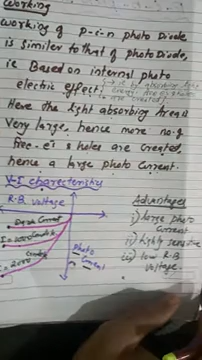 Working
working of p-i-n photo Diode
is similar to that of photo Diode,
ie Based on internal photo
electric effect.
Here the light absorbing Area is
Very large, hence more no. of
free-e's & holes are created,
hence a large photo Current.
V-I characteristics
R.B. voltage
Dark Current
photo
Current
Advantages
i) large photo
Current
ii) highly sensitive
iii) low R.B
Voltage.